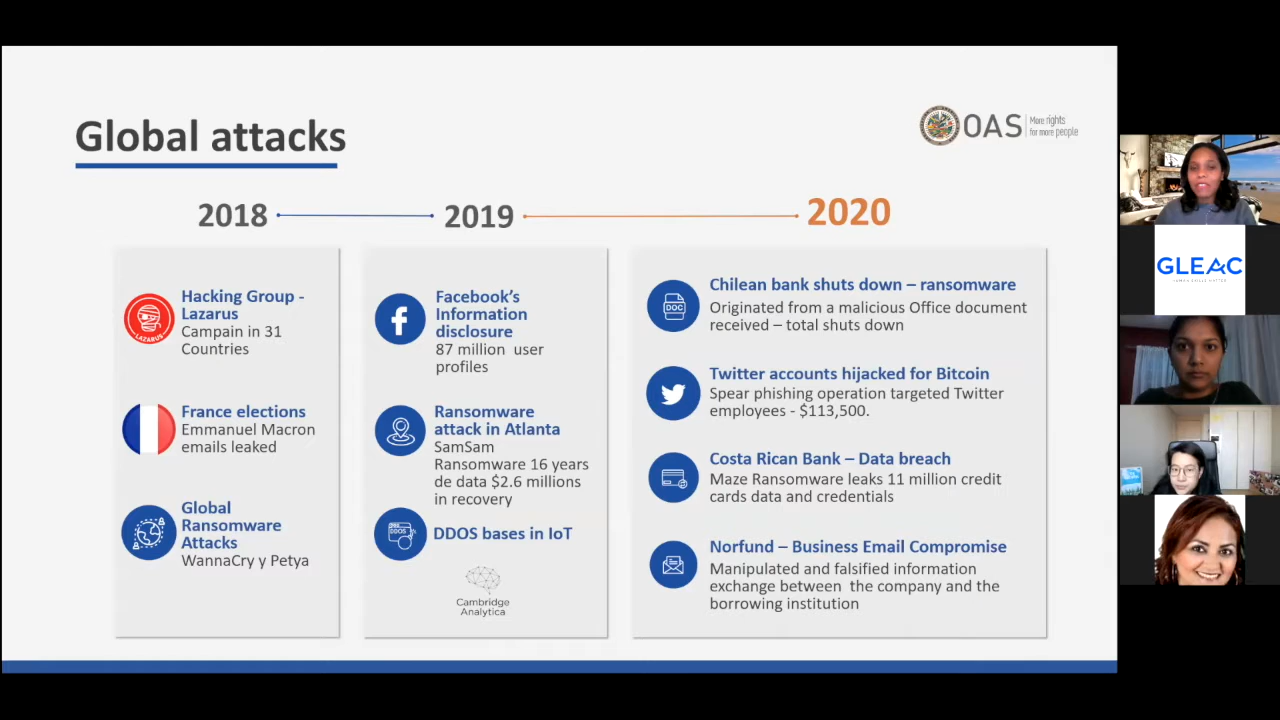 Global attacks
OAS
More rights
for more people
2018
2019
2020
Hacking Group -
Lazarus
Campain in 31
Countries
LAZARUS
France elections
Emmanuel Macron
emails leaked
Global
Ransomware
Attacks
WannaCry y Petya
Facebook's
Information
disclosure
87 million user
profiles
Ransomware
attack in Atlanta
SamSam
Ransomware 16 years
de data $2.6 millions
in recovery
DDOS
DDOS bases in IoT
Cambridge
Analytica
DOC
Chilean bank shuts down – ransomware
Originated from a malicious Office document
received – total shuts down
Twitter accounts hijacked for Bitcoin
Spear phishing operation targeted Twitter
employees - $113,500.
Costa Rican Bank – Data breach
Maze Ransomware leaks 11 million credit
cards data and credentials
Norfund – Business Email Compromise
Manipulated and falsified information
exchange between the company and the
borrowing institution
GLEAC